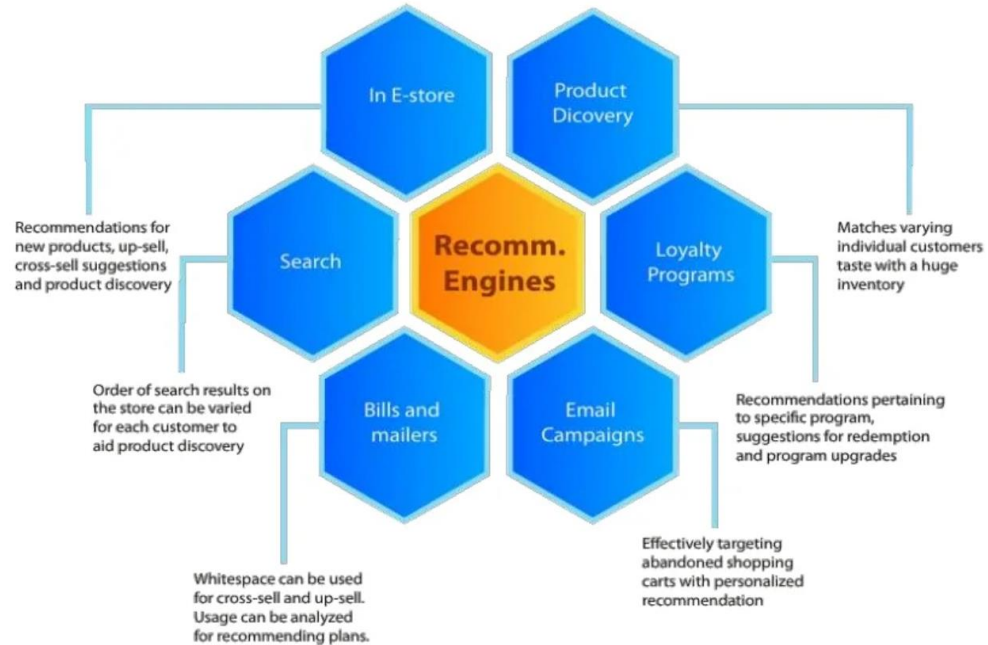 In E-store
Product
Dicovery
Recommendations for
new products, up-sell,
cross-sell suggestions
and product discovery
Matches varying
individual customers
taste with a huge
inventory
Search
Recomm.
Engines
Loyalty
Programs
Order of search results on
the store can be varied
for each customer to
aid product discovery
Recommendations pertaining
to specific program,
suggestions for redemption
and program upgrades
Bills and
mailers
Email
Campaigns
Whitespace can be used
for cross-sell and up-sell.
Usage can be analyzed
for recommending plans.
Effectively targeting
abandoned shopping
carts with personalized
recommendation